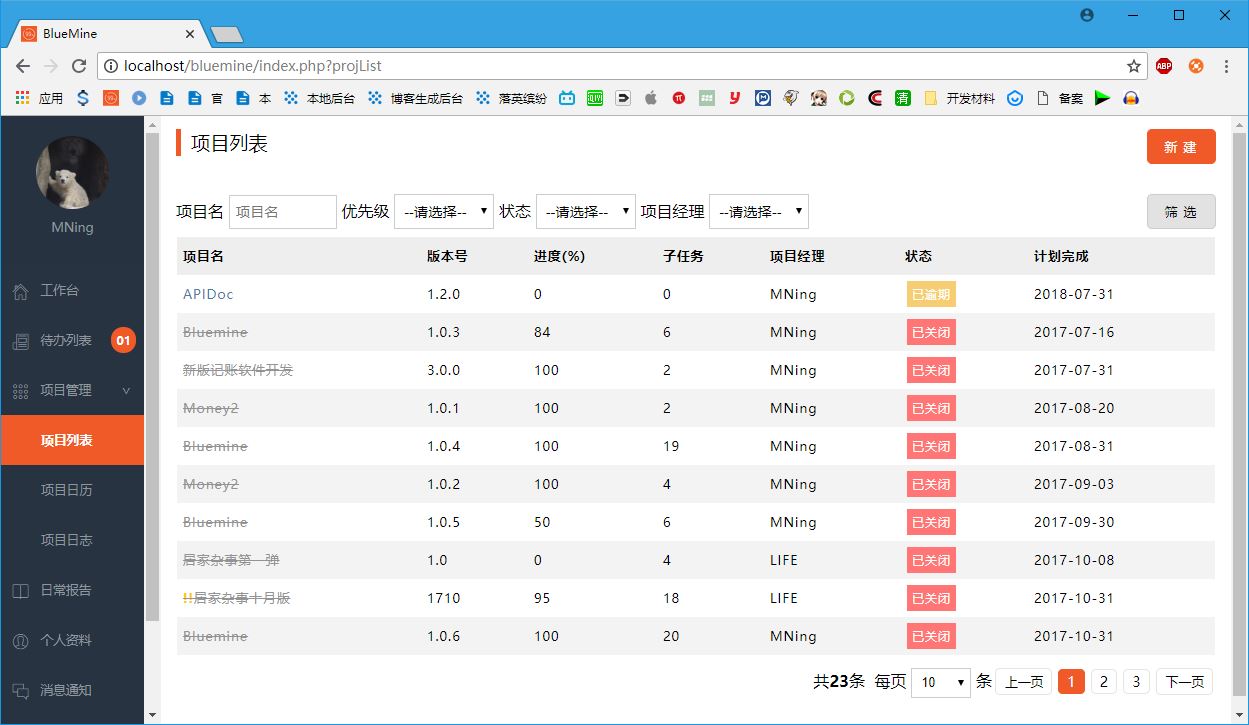 BlueMine
localhost/bluemine/index.php?projList
应用 官 本 本地后台 博客生成后台 落英缤纷 清 开发材料 备案
ABP
MNing
工作台
待办列表 01
项目管理
项目列表
项目日历
项目日志
日常报告
个人资料
消息通知
项目列表 新 建
项目名 项目名 优先级 --请选择-- 状态 --请选择-- 项目经理 --请选择-- 筛 选
项目名 版本号 进度(%) 子任务 项目经理 状态 计划完成
APIDoc 1.2.0 0 0 MNing 已逾期 2018-07-31
Bluemine 1.0.3 84 6 MNing 已关闭 2017-07-16
新版记账软件开发 3.0.0 100 2 MNing 已关闭 2017-07-31
Money2 1.0.1 100 2 MNing 已关闭 2017-08-20
Bluemine 1.0.4 100 19 MNing 已关闭 2017-08-31
Money2 1.0.2 100 4 MNing 已关闭 2017-09-03
Bluemine 1.0.5 50 6 MNing 已关闭 2017-09-30
居家杂事第一弹 1.0 0 4 LIFE 已关闭 2017-10-08
!!居家杂事十月版 1710 95 18 LIFE 已关闭 2017-10-31
Bluemine 1.0.6 100 20 MNing 已关闭 2017-10-31
共23条 每页 10 条 上一页 1 2 3 下一页